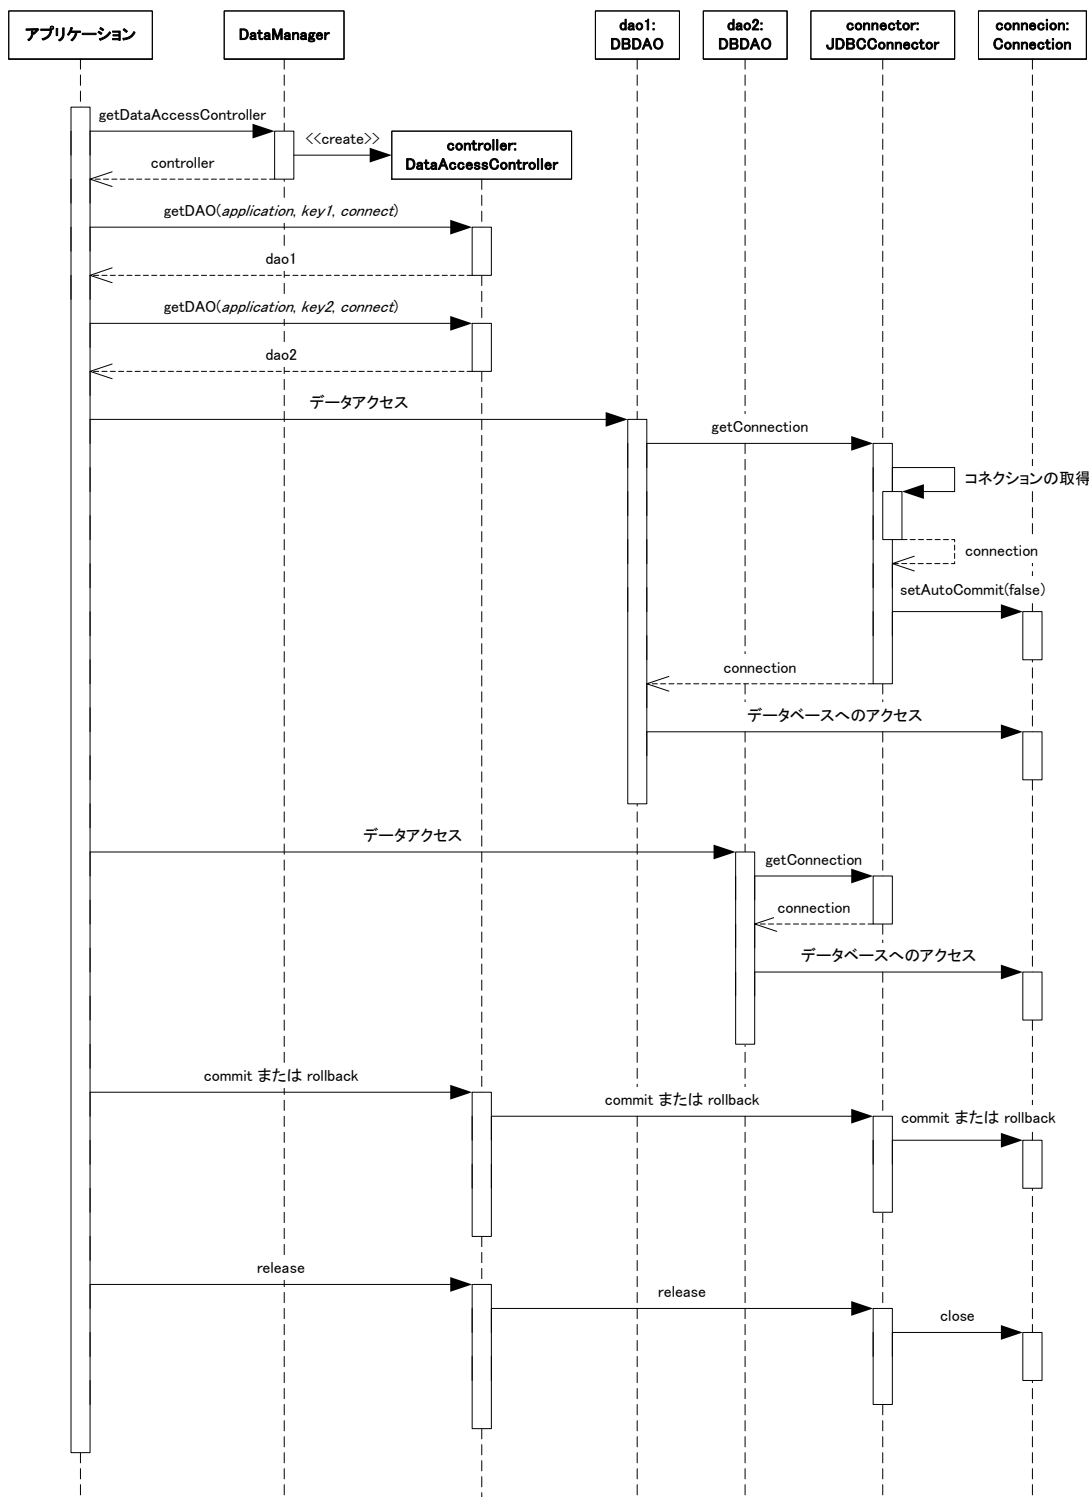 アプリケーション
DataManager
dao1:
DBDAO
dao2:
DBDAO
connector:
JDBCConnector
connecion:
Connection
getDataAccessController
<<create>>
controller:
DataAccessController
controller
getDAO(application, key1, connect)
dao1
getDAO(application, key2, connect)
dao2
データアクセス
getConnection
コネクションの取得
connection
setAutoCommit(false)
connection
データベースへのアクセス
データアクセス
getConnection
connection
データベースへのアクセス
commit または rollback
commit または rollback
commit または rollback
release
release
close